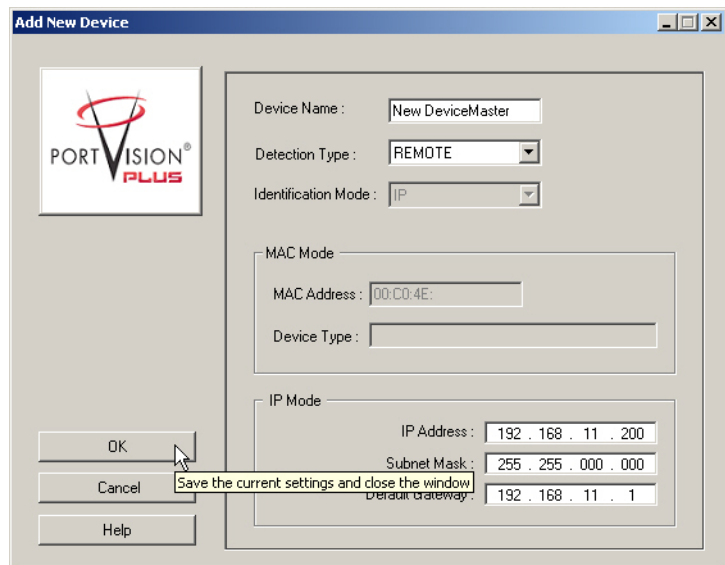 Add New Device
PORT VISION®
PLUS
Device Name : New DeviceMaster
Detection Type : REMOTE
Identification Mode : IP
MAC Mode
MAC Address : 00:C0:4E:
Device Type :
IP Mode
IP Address : 192 . 168 . 11 . 200
Subnet Mask : 255 . 255 . 000 . 000
Default Gateway : 192 . 168 . 11 . 1
OK
Save the current settings and close the window
Cancel
Help